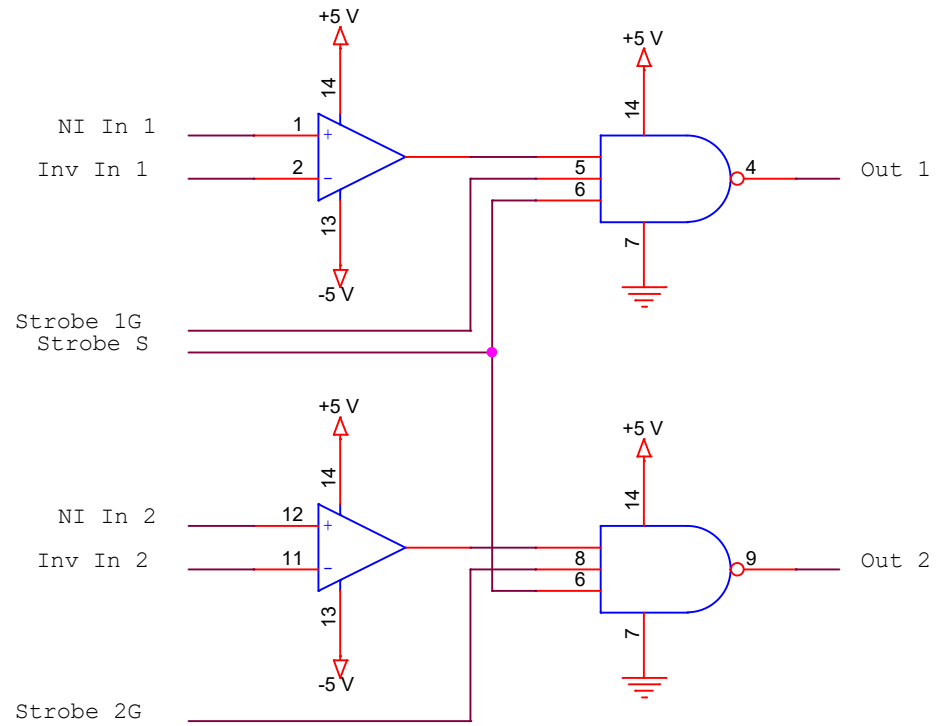 +5 V
+5 V
14
14
NI In 1
1
+
Inv In 1
2
−
5
6
4
Out 1
13
7
-5 V
Strobe 1G
Strobe S
+5 V
+5 V
14
14
NI In 2
12
+
Inv In 2
11
−
8
6
9
Out 2
13
7
-5 V
Strobe 2G